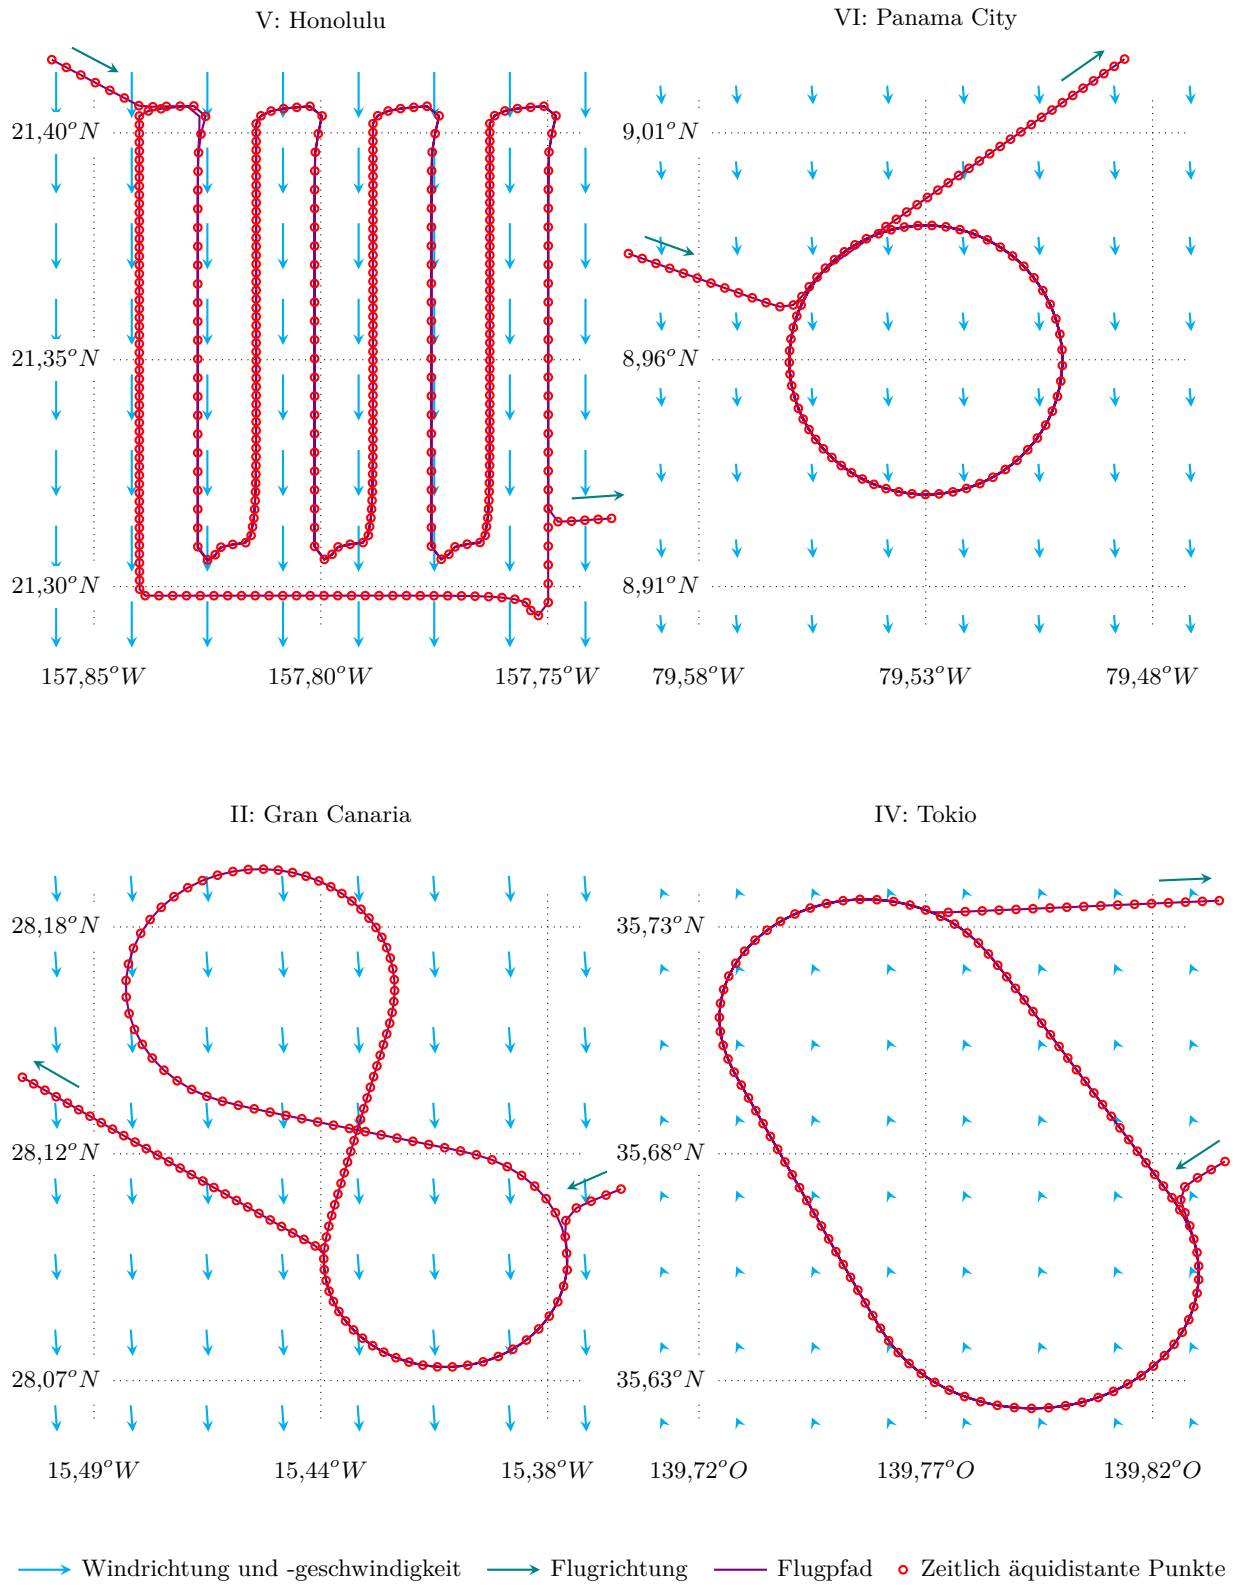 V: Honolulu
VI: Panama City
21,40°N
9,01°N
21,35°N
8,96°N
21,30°N
8,91°N
157,85°W 157,80°W 157,75°W
79,58°W 79,53°W 79,48°W
II: Gran Canaria
IV: Tokio
28,18°N
35,73°N
28,12°N
35,68°N
28,07°N
35,63°N
15,49°W 15,44°W 15,38°W
139,72°O 139,77°O 139,82°O
Windrichtung und -geschwindigkeit Flugrichtung Flugpfad Zeitlich äquidistante Punkte